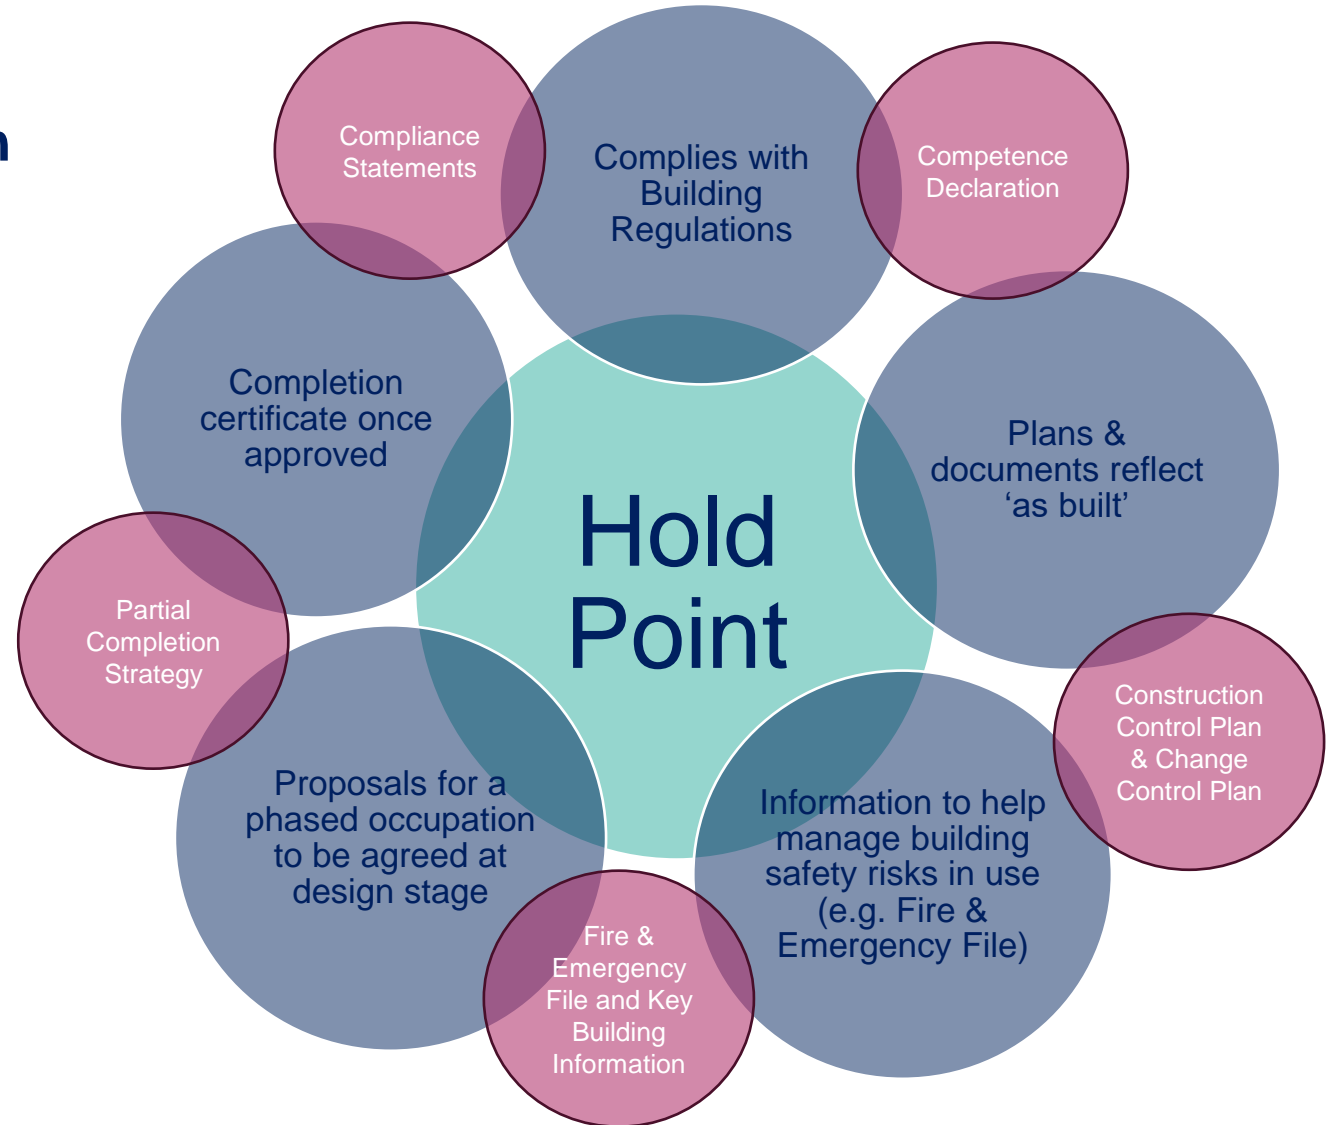 Compliance
Statements
Complies with
Building
Regulations
Competence
Declaration
Completion
certificate once
approved
Plans &
documents reflect
‘as built’
Hold
Point
Partial
Completion
Strategy
Construction
Control Plan
& Change
Control Plan
Proposals for a
phased occupation
to be agreed at
design stage
Information to help
manage building
safety risks in use
(e.g. Fire &
Emergency File)
Fire &
Emergency
File and Key
Building
Information